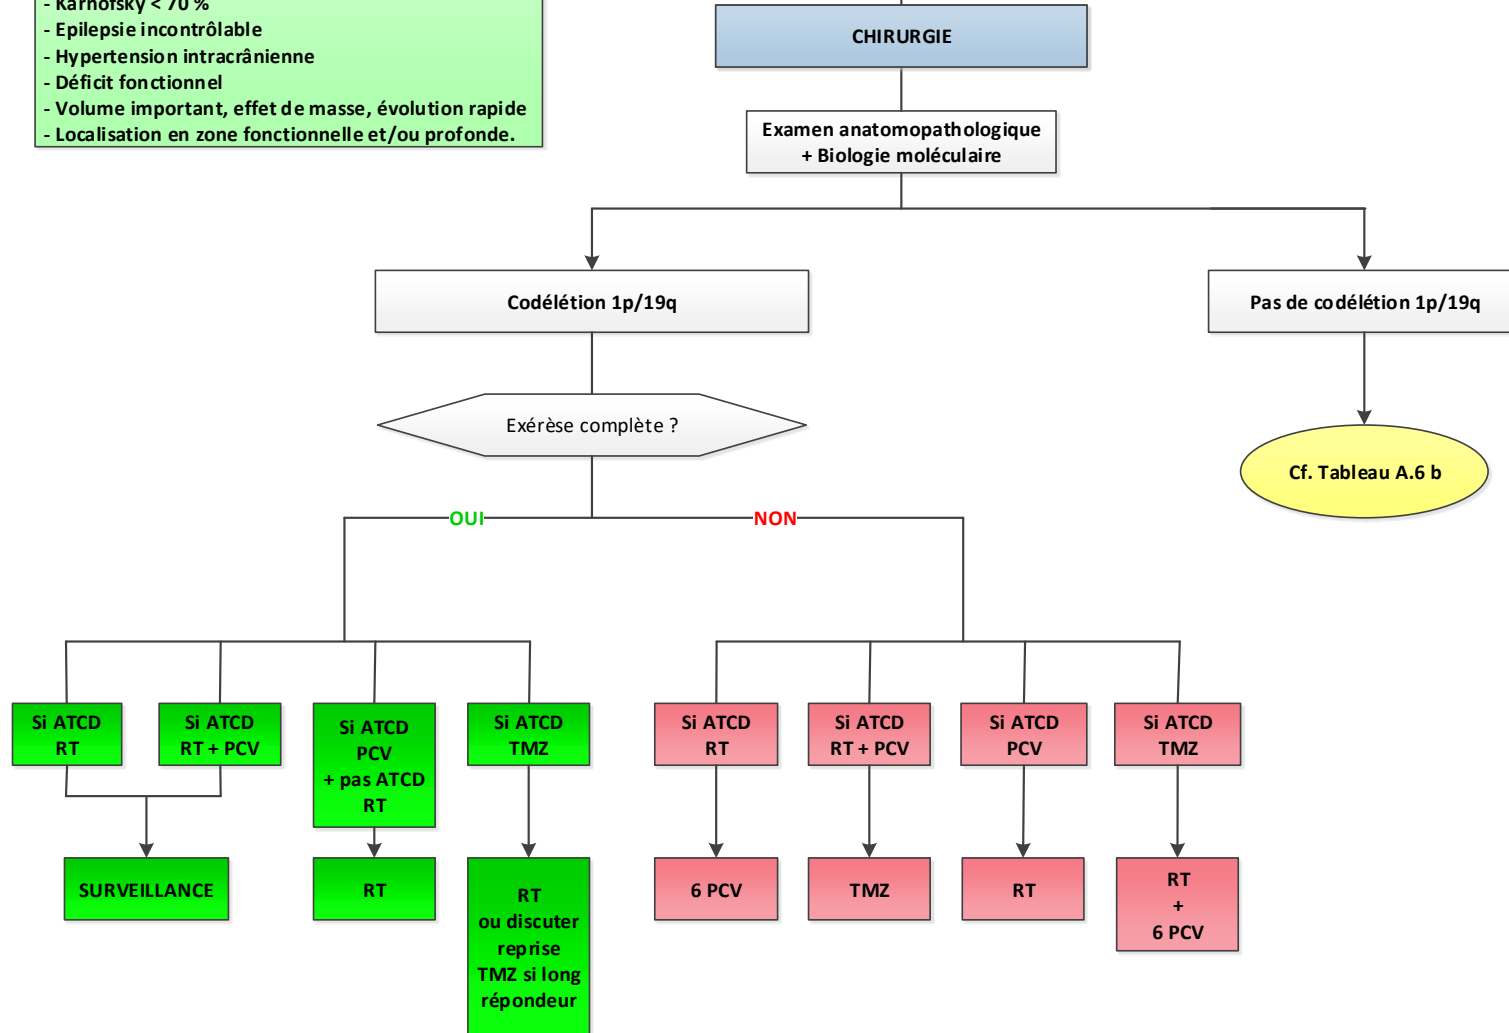 - Karnofsky < 70 %
- Epilepsie incontrôlable
- Hypertension intracrânienne
- Déficit fonctionnel
- Volume important, effet de masse, évolution rapide
- Localisation en zone fonctionnelle et/ou profonde.
CHIRURGIE
Examen anatomopathologique
+ Biologie moléculaire
Codélétion 1p/19q
Pas de codélétion 1p/19q
Exérèse complète ?
Cf. Tableau A.6 b
OUI
NON
Si ATCD
RT
Si ATCD
RT + PCV
Si ATCD
PCV
+ pas ATCD
RT
Si ATCD
TMZ
Si ATCD
RT
Si ATCD
RT + PCV
Si ATCD
PCV
Si ATCD
TMZ
SURVEILLANCE
RT
RT
ou discuter
reprise
TMZ si long
répondeur
6 PCV
TMZ
RT
RT
+
6 PCV